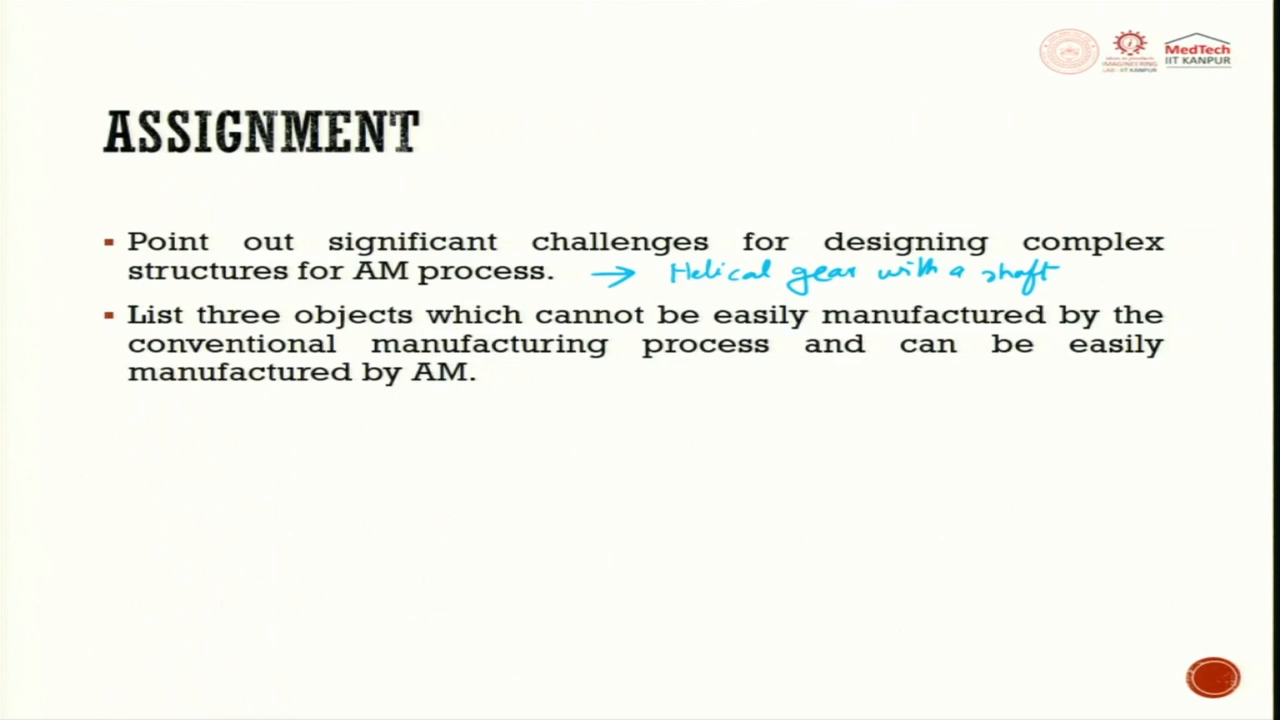 MedTech
IIT KANPUR
IMAGINEERING
ASSIGNMENT
Point out significant challenges for designing complex
structures for AM process. → Helical gear with a shaft
List three objects which cannot be easily manufactured by the
conventional manufacturing process and can be easily
manufactured by AM.